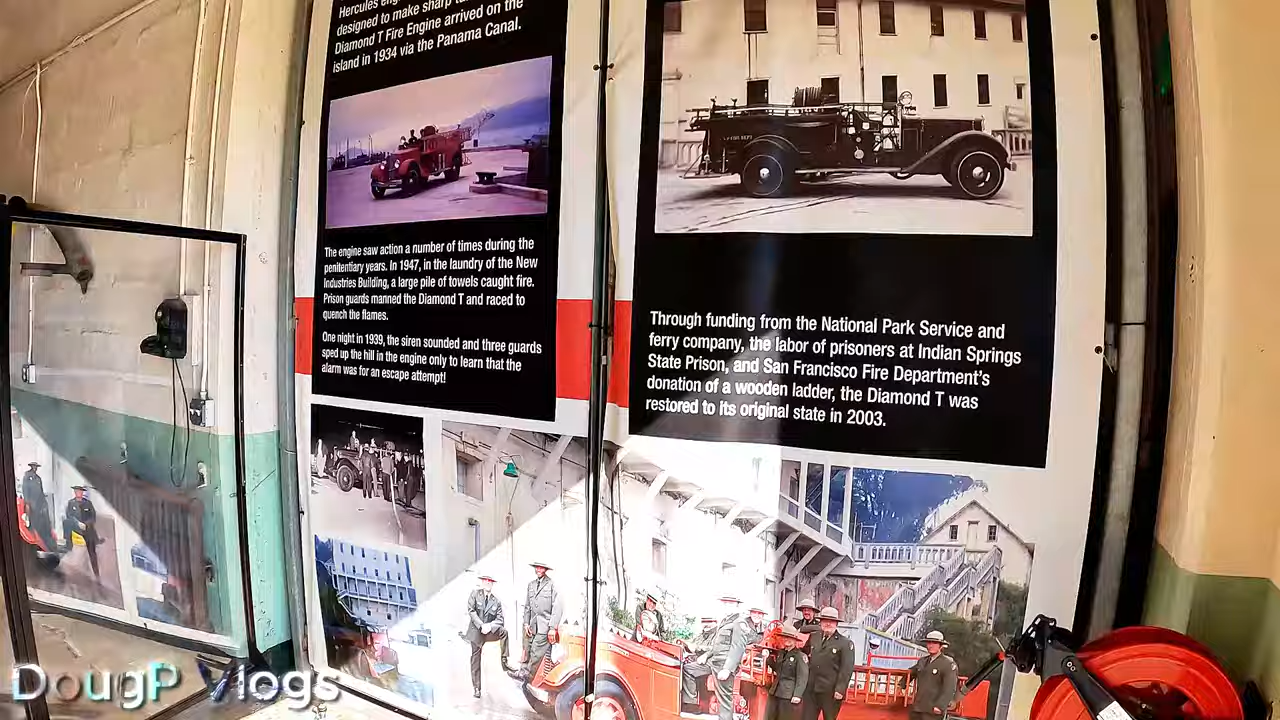 Hercules
designed to make sharp
Diamond T Fire Engine arrived on the
island in 1934 via the Panama Canal.
The engine saw action a number of times during the
penitentiary years. In 1947, in the laundry of the New
Industries Building, a large pile of towels caught fire.
Prison guards manned the Diamond T and raced to
quench the flames.
One night in 1939, the siren sounded and three guards
sped up the hill in the engine only to learn that the
alarm was for an escape attempt!
Through funding from the National Park Service and
ferry company, the labor of prisoners at Indian Springs
State Prison, and San Francisco Fire Department's
donation of a wooden ladder, the Diamond T was
restored to its original state in 2003.
DougP Vlogs